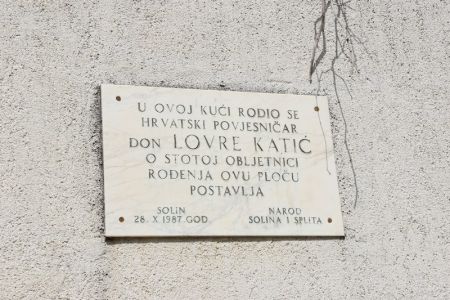 U OVOJ KUĆI RODIO SE
HRVATSKI POVJESNIČAR
DON LOVRE KATIĆ
O STOTOJ OBLJETNICI
ROĐENJA OVU PLOČU
POSTAVLJA
SOLIN NAROD
28. X 1987. GOD. SOLINA I SPLITA